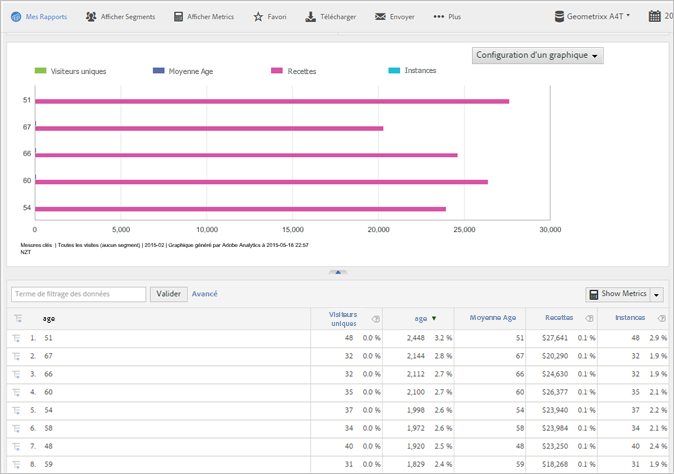 Mes Rapports Afficher Segments Afficher Metrics Favori Télécharger Envoyer Plus Geometrixx A4T 20
Configuration d'un graphique
Visiteurs uniques Moyenne Age Recettes Instances
51
67
66
60
54
0 5,000 10,000 15,000 20,000 25,000 30,000
Mesures clés | Toutes les visites (aucun segment) | 2015-02 | Graphique généré par Adobe Analytics à 2015-05-18 22:57
NZT
Terme de filtrage des données Valider Avancé Show Metrics
age Visiteurs uniques age Moyenne Age Recettes Instances
1. 51 48 0.0 % 2,448 3.2 % 51 $27,641 0.1 % 48 2.9 %
2. 67 32 0.0 % 2,144 2.8 % 67 $20,290 0.1 % 32 1.9 %
3. 66 32 0.0 % 2,112 2.7 % 66 $24,630 0.1 % 32 1.9 %
4. 60 35 0.0 % 2,100 2.7 % 60 $26,377 0.1 % 35 2.1 %
5. 54 37 0.0 % 1,998 2.6 % 54 $23,940 0.1 % 37 2.2 %
6. 58 34 0.0 % 1,972 2.6 % 58 $23,984 0.1 % 34 2.1 %
7. 48 40 0.0 % 1,920 2.5 % 48 $23,250 0.1 % 40 2.4 %
8. 59 31 0.0 % 1,829 2.4 % 59 $18,268 0.1 % 31 1.9 %